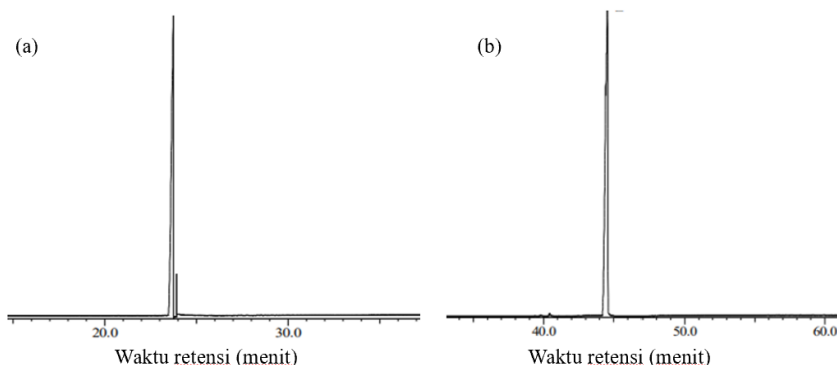 (a)
(b)
20.0 30.0
40.0 50.0 60.0
Waktu retensi (menit)
Waktu retensi (menit)